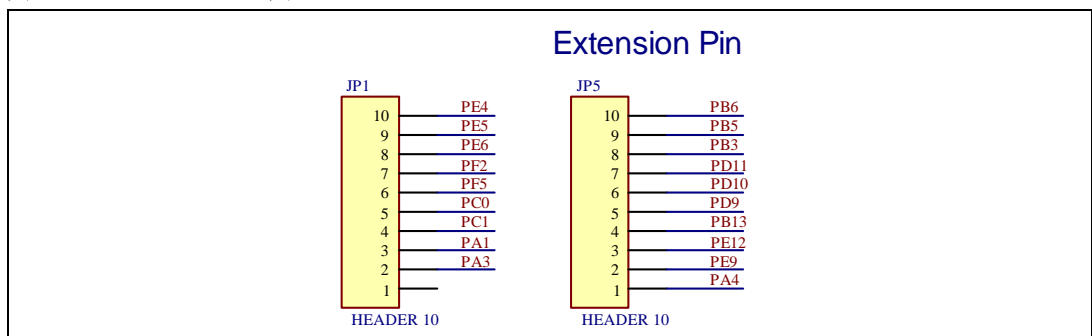 Extension Pin
JP1
10 PE4
9 PE5
8 PE6
7 PF2
6 PF5
5 PC0
4 PC1
3 PA1
2 PA3
1
HEADER 10
JP5
10 PB6
9 PB5
8 PB3
7 PD11
6 PD10
5 PD9
4 PB13
3 PE12
2 PE9
1 PA4
HEADER 10